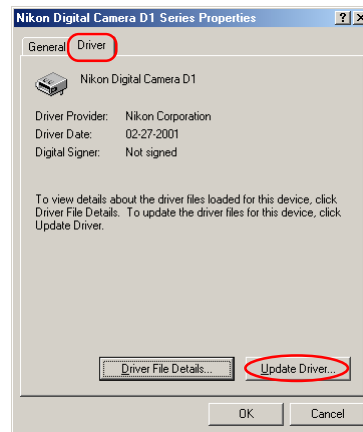 Nikon Digital Camera D1 Series Properties
General Driver
Nikon Digital Camera D1
Driver Provider: Nikon Corporation
Driver Date: 02-27-2001
Digital Signer: Not signed
To view details about the driver files loaded for this device, click
Driver File Details. To update the driver files for this device, click
Update Driver.
Driver File Details... Update Driver...
OK Cancel